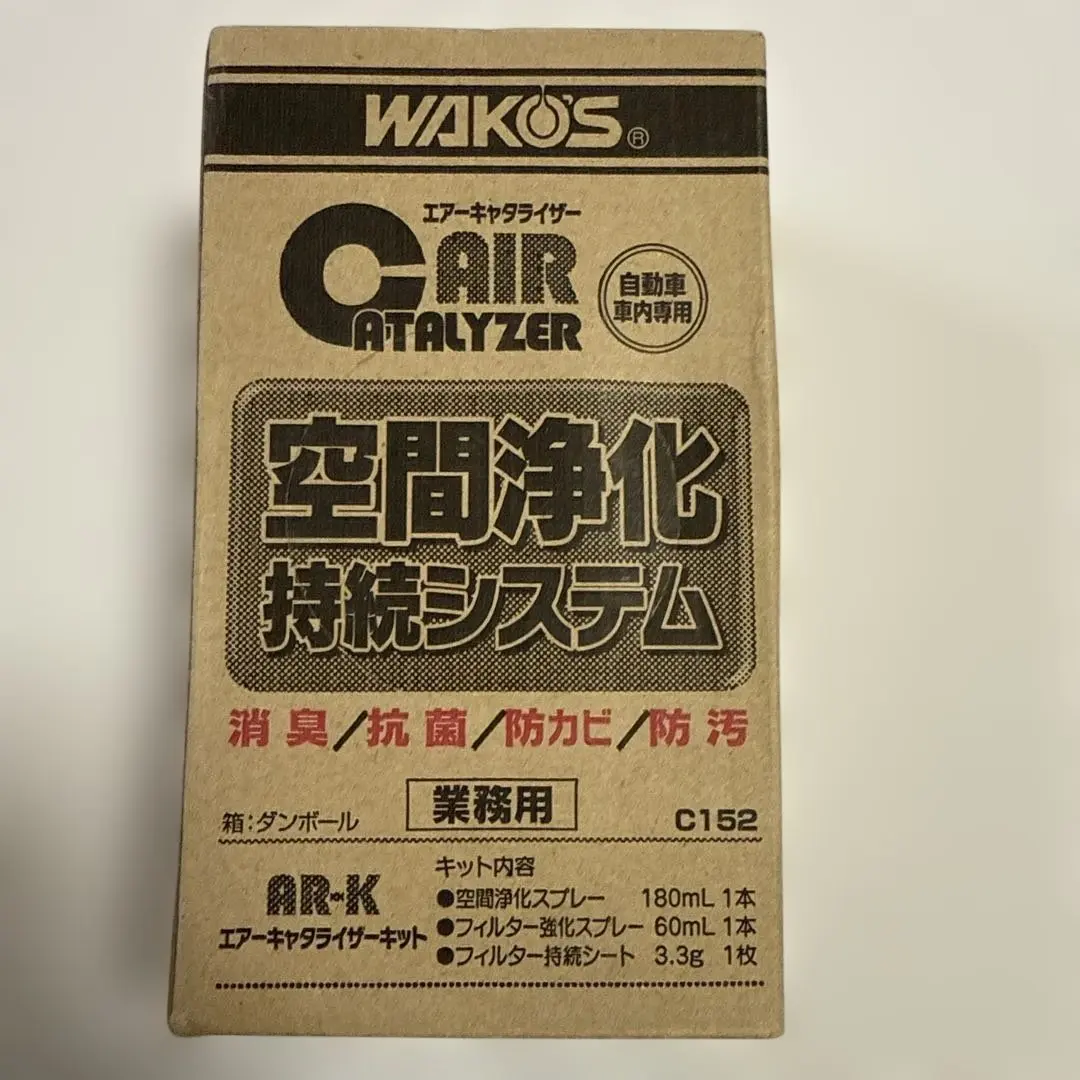 WAKO'S®
エアーキャタライザー
AIR
CATALYZER
自動車
車内専用
空間浄化
持続システム
消臭/抗菌/防カビ/防汚
箱:ダンボール
業務用
C152
AR-K
エアーキャタライザーキット
キット内容
●空間浄化スプレー 180mL 1本
●フィルター強化スプレー 60mL 1本
●フィルター持続シート 3.3g 1枚